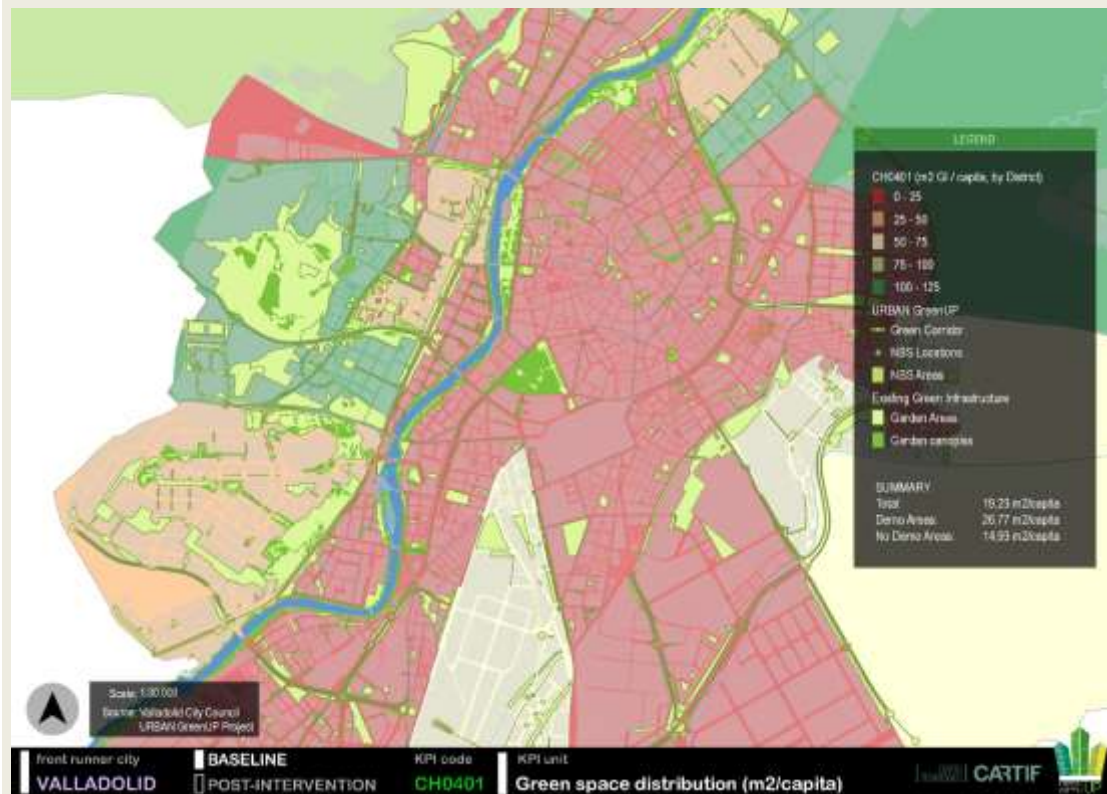 LEGEND
CH0401 (m2 GI / capita, by District)
0 - 25
25 - 50
50 - 75
75 - 100
100 - 125
URBAN GreenUP
Green Corridor
NBS Locations
NBS Areas
Existing Green Infrastructure
Garden Areas
Garden canopies
SUMMARY
Total 19,23 m2/capita
Demo Areas: 26,77 m2/capita
No Demo Areas: 14,93 m2/capita
Scale: 1:30.000
Source: Valladolid City Council
URBAN GreenUP Project
front runner city
VALLADOLID
BASELINE
POST-INTERVENTION
KPI code
CH0401
KPI unit
Green space distribution (m2/capita)
CARTIF